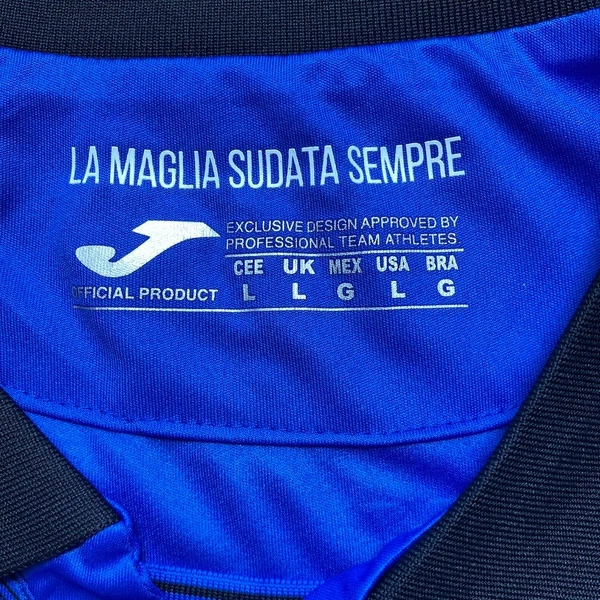 LA MAGLIA SUDATA SEMPRE
EXCLUSIVE DESIGN APPROVED BY
PROFESSIONAL TEAM ATHLETES.
CEE UK MEX USA BRA
OFFICIAL PRODUCT L L G L G